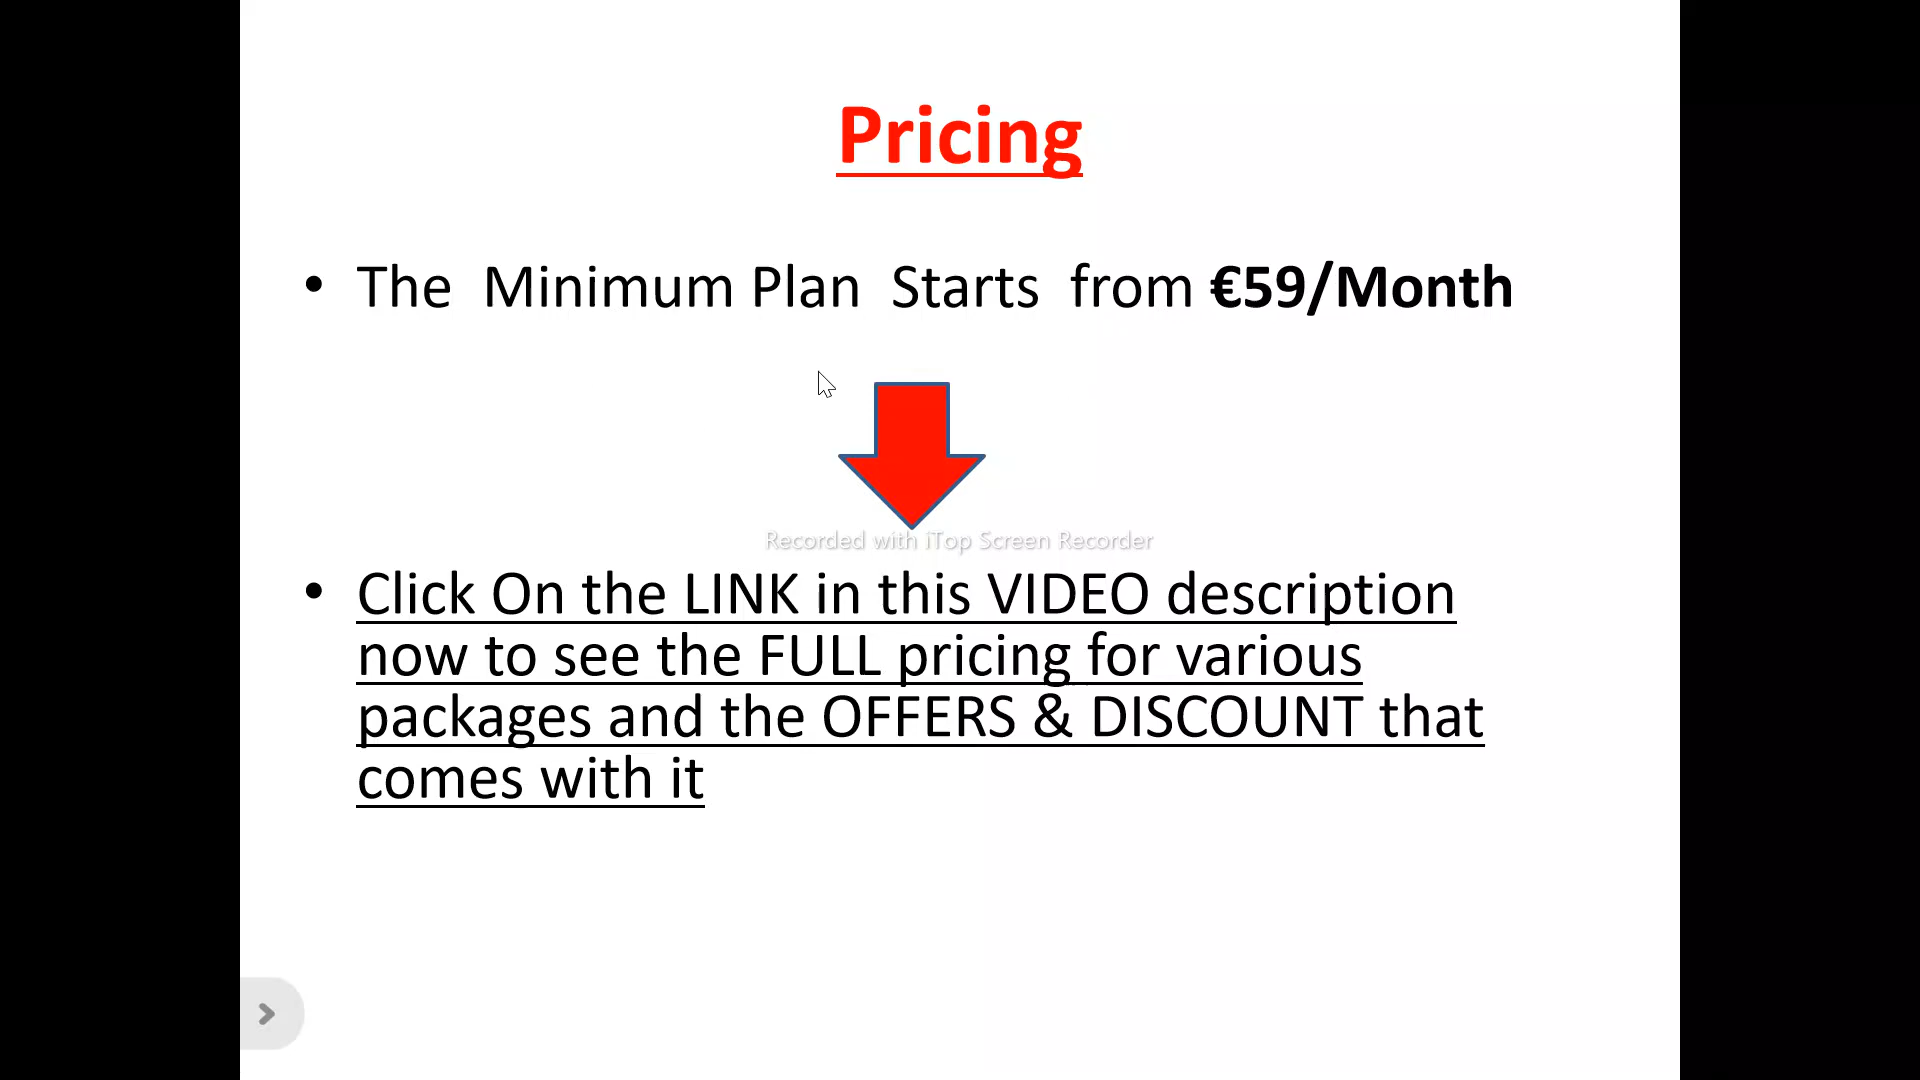 Pricing
• The Minimum Plan Starts from €59/Month
Recorded with iTop Screen Recorder
• Click On the LINK in this VIDEO description
now to see the FULL pricing for various
packages and the OFFERS & DISCOUNT that
comes with it